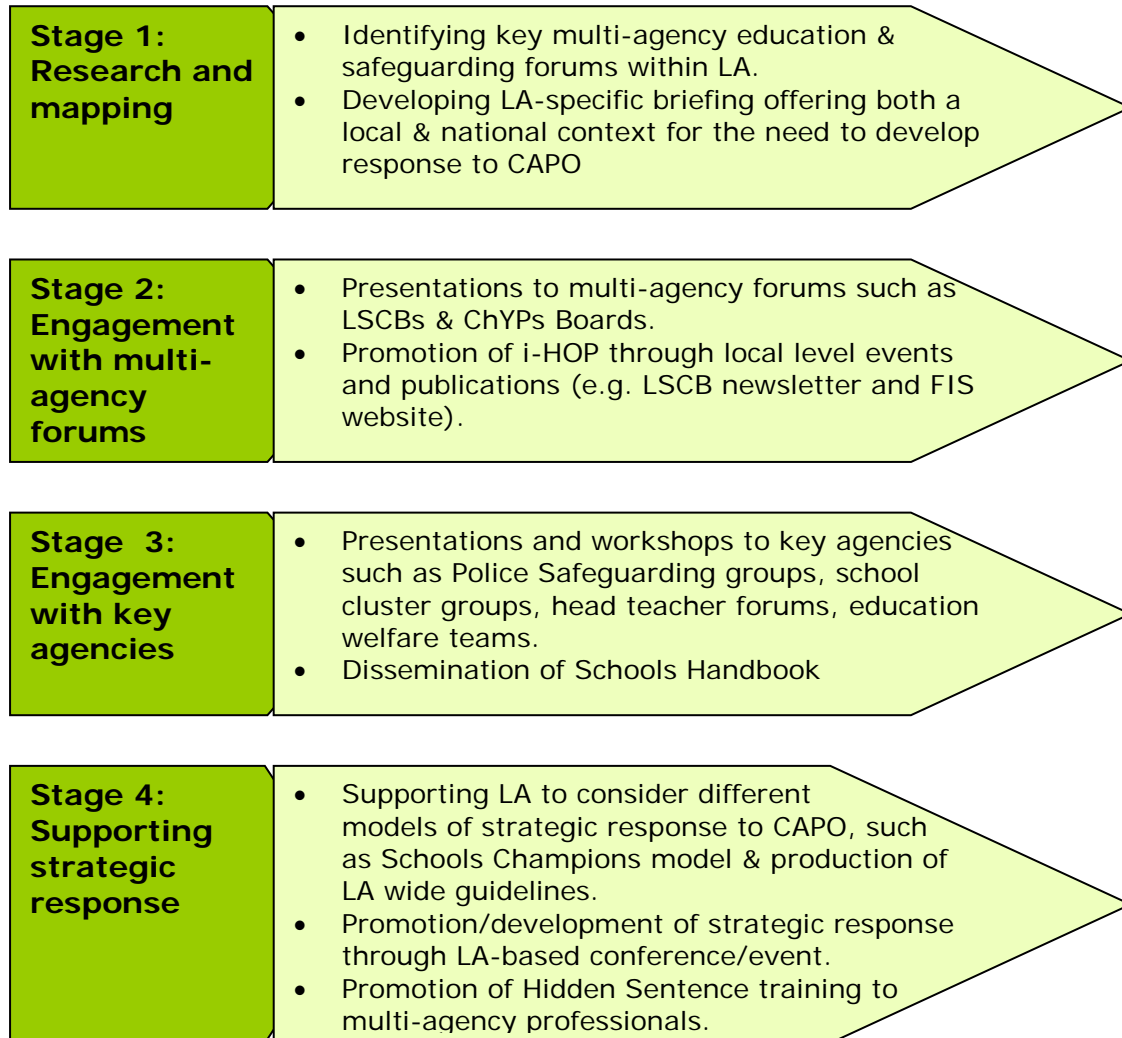 Stage 1:
Research and
mapping
• Identifying key multi-agency education &
safeguarding forums within LA.
• Developing LA-specific briefing offering both a
local & national context for the need to develop
response to CAPO
Stage 2:
Engagement
with multi-
agency
forums
• Presentations to multi-agency forums such as
LSCBs & ChYPs Boards.
• Promotion of i-HOP through local level events
and publications (e.g. LSCB newsletter and FIS
website).
Stage 3:
Engagement
with key
agencies
• Presentations and workshops to key agencies
such as Police Safeguarding groups, school
cluster groups, head teacher forums, education
welfare teams.
• Dissemination of Schools Handbook
Stage 4:
Supporting
strategic
response
• Supporting LA to consider different
models of strategic response to CAPO, such
as Schools Champions model & production of
LA wide guidelines.
• Promotion/development of strategic response
through LA-based conference/event.
• Promotion of Hidden Sentence training to
multi-agency professionals.